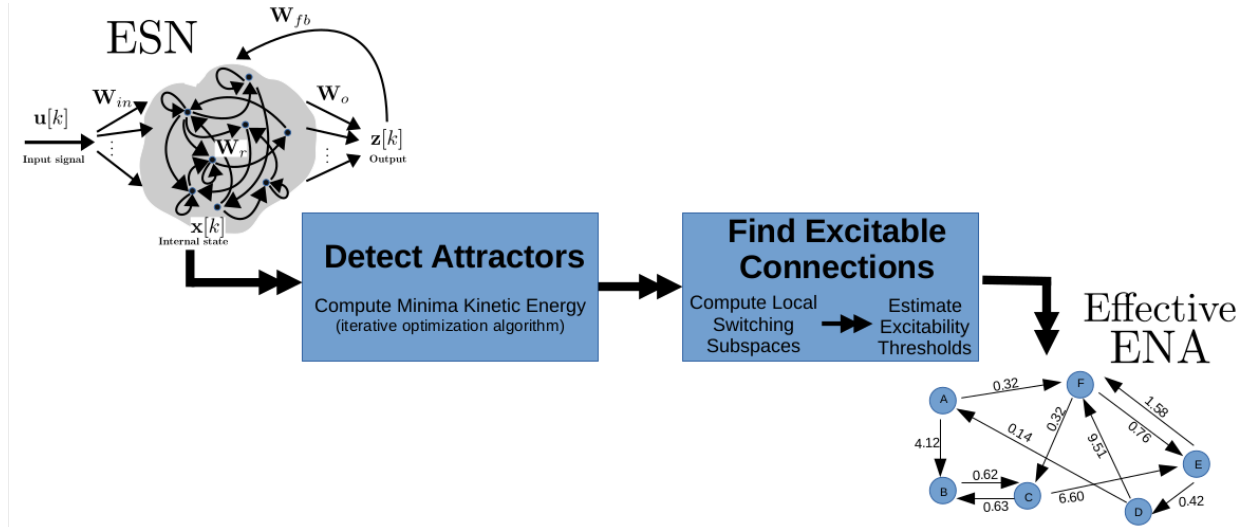 ESN
W_fb
W_in
W_o
u[k]
Input signal
W_r
z[k]
Output
x[k]
Internal state
Detect Attractors
Compute Minima Kinetic Energy
(iterative optimization algorithm)
Find Excitable
Connections
Compute Local
Switching
Subspaces
Estimate
Excitability
Thresholds
Effective
ENA
A
0.32
F
4.12
0.14
0.32
9.51
0.76
1.58
B
0.62
0.63
C
6.60
E
D
0.42